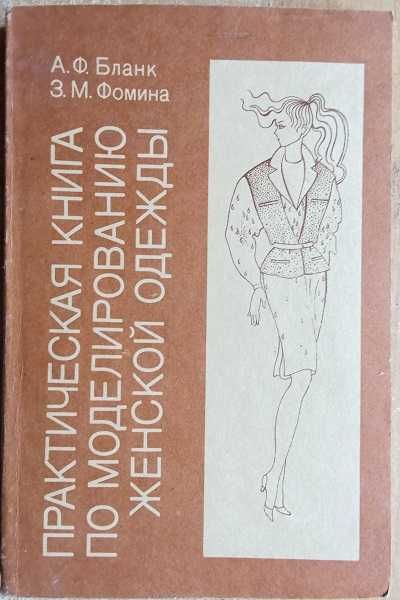 А.Ф. Бланк
З.М. Фомина
ПРАКТИЧЕСКАЯ КНИГА
ПО МОДЕЛИРОВАНИЮ
ЖЕНСКОЙ ОДЕЖДЫ